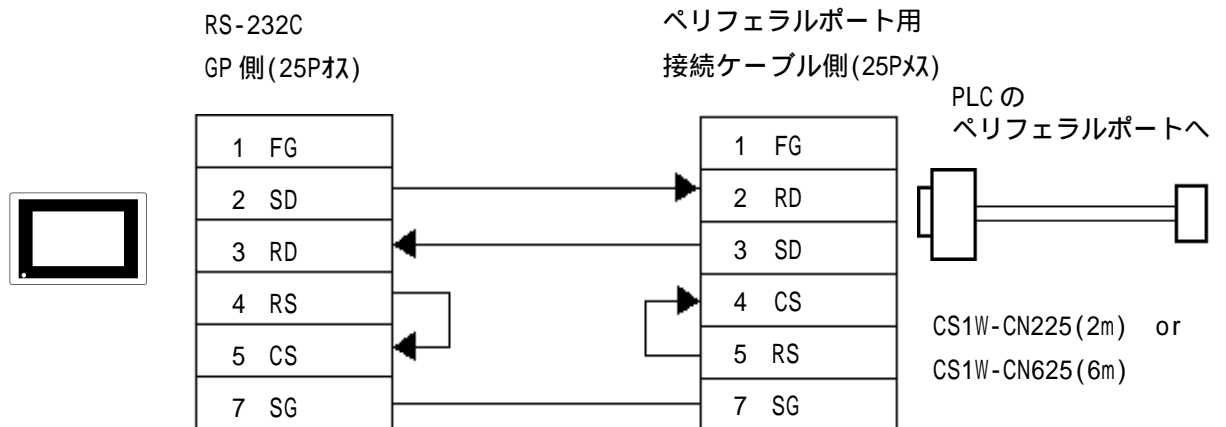 RS-232C
GP側(25Pｵｽ)
1 FG
2 SD
3 RD
4 RS
5 CS
7 SG
ペリフェラルポート用
接続ケーブル側(25Pﾒｽ)
1 FG
2 RD
3 SD
4 CS
5 RS
7 SG
PLCの
ペリフェラルポートへ
CS1W-CN225(2m) or
CS1W-CN625(6m)